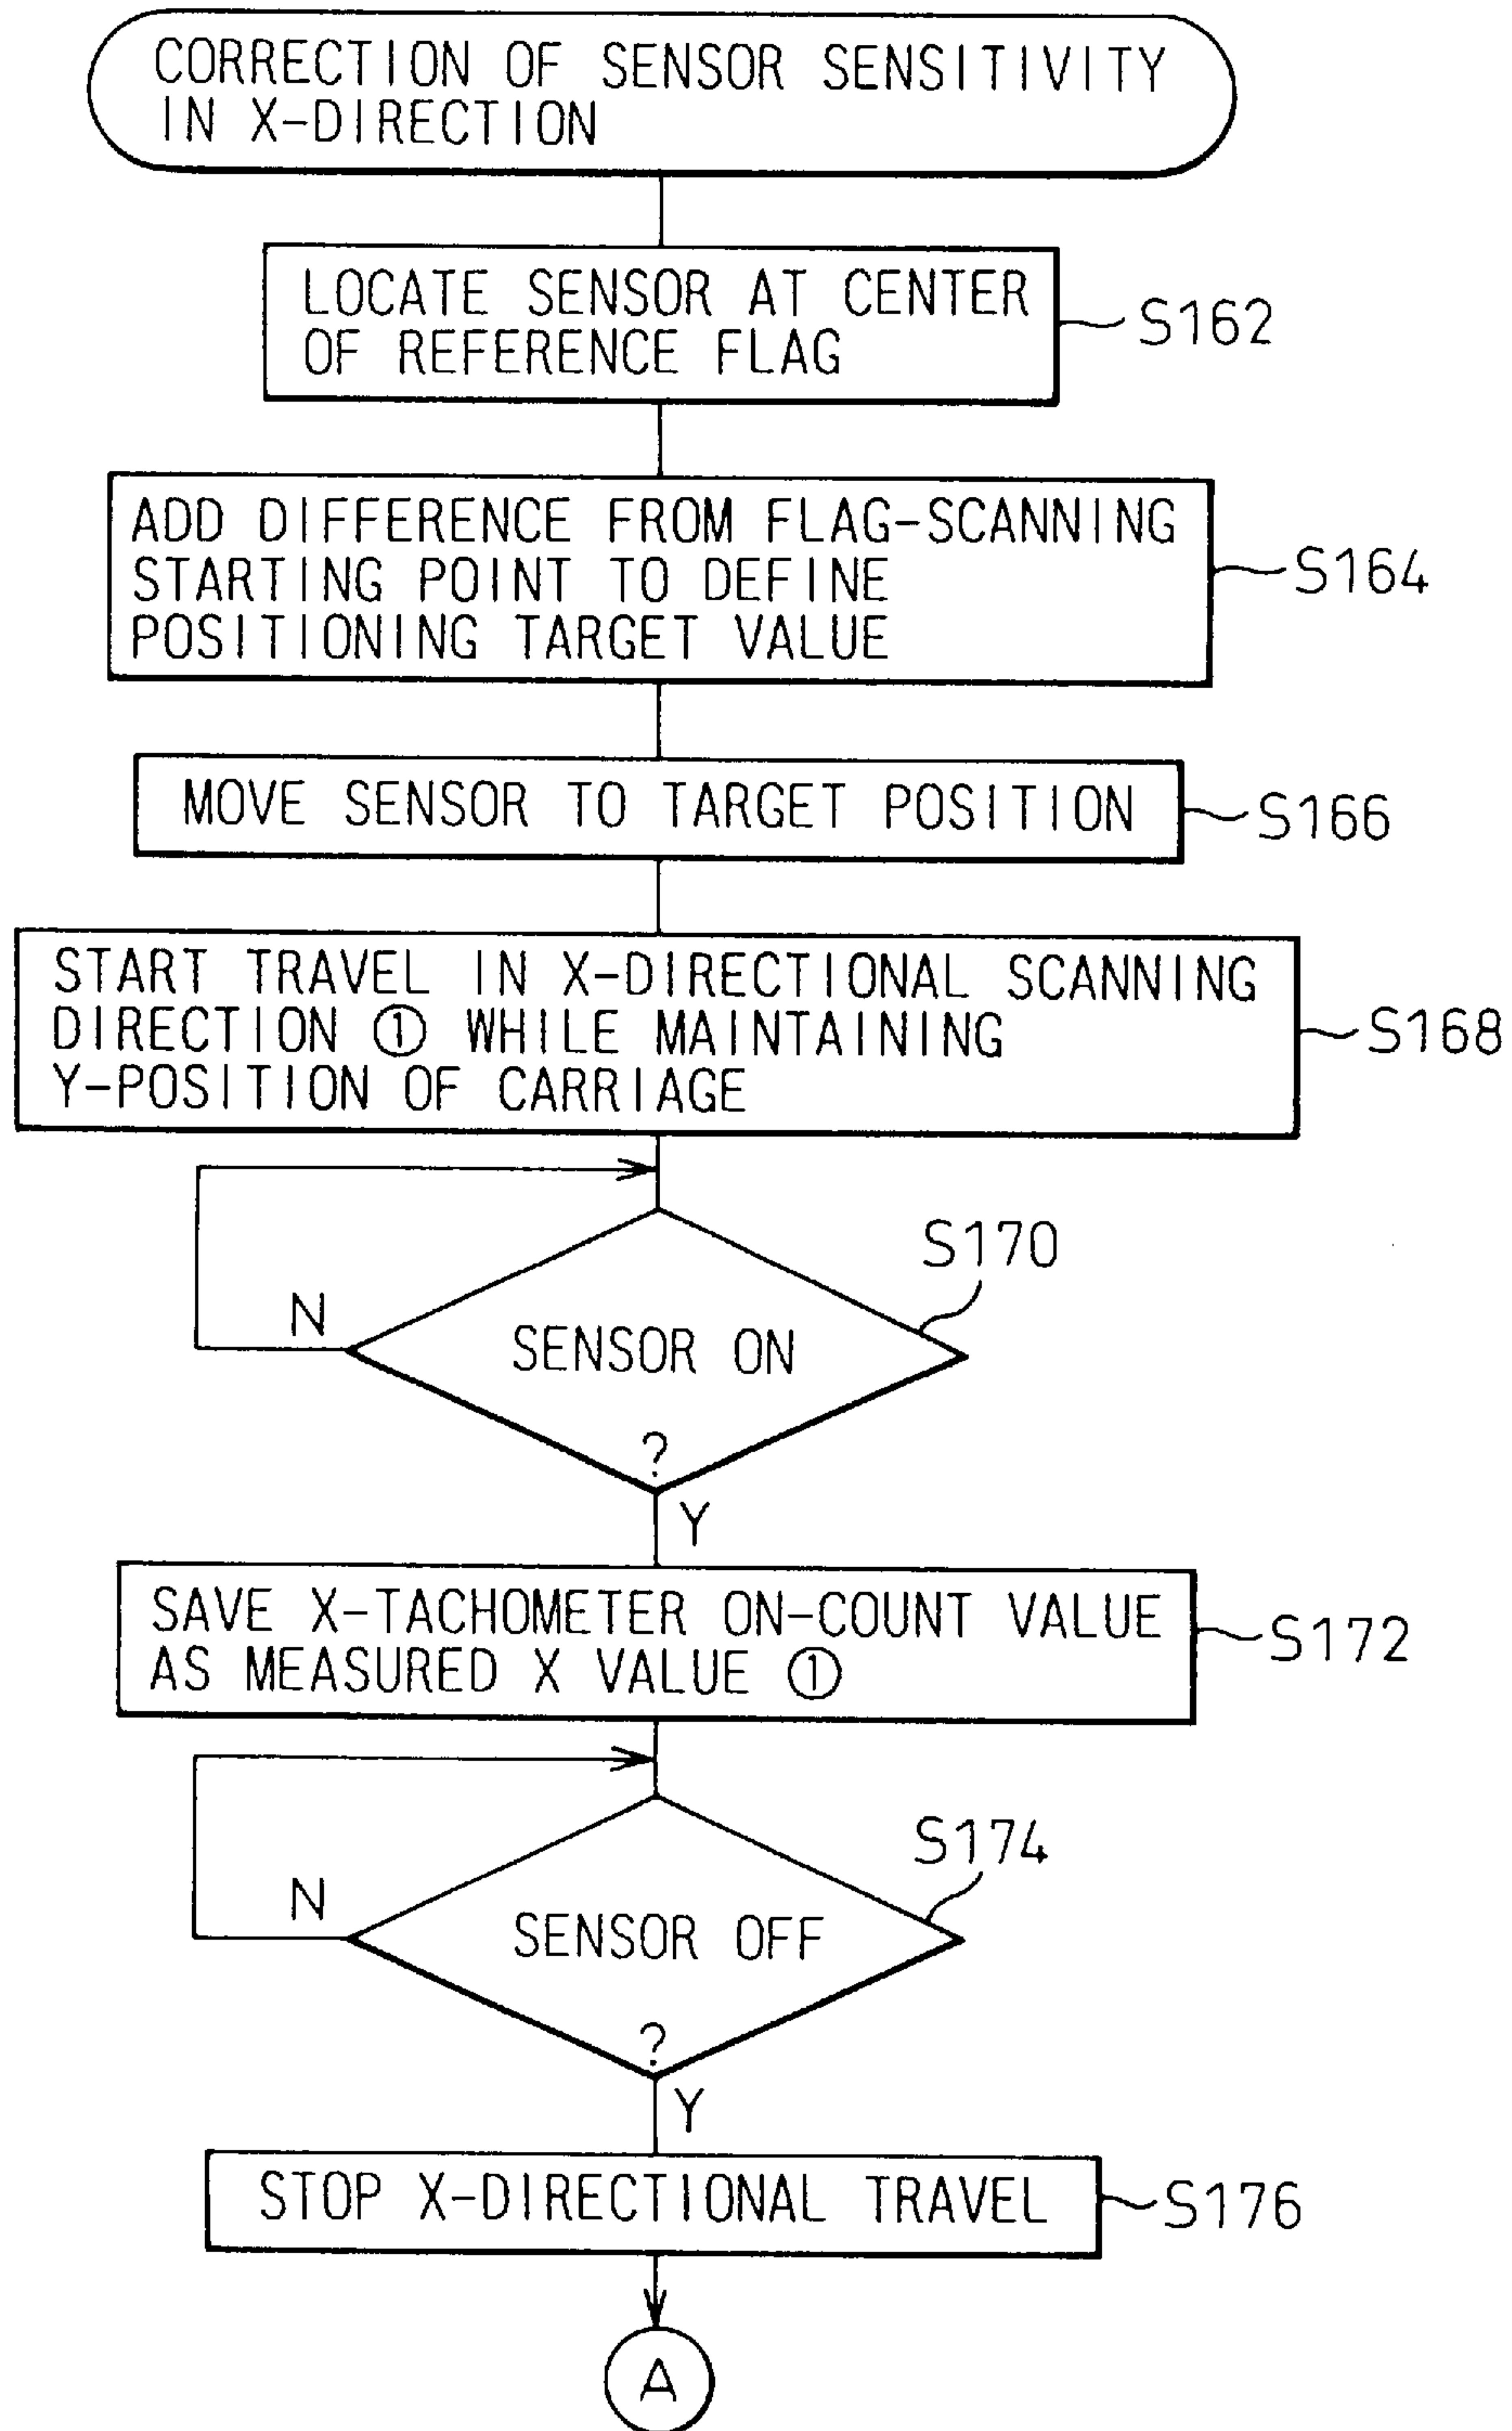 CORRECTION OF SENSOR SENSITIVITY
IN X-DIRECTION
LOCATE SENSOR AT CENTER
OF REFERENCE FLAG
S162
ADD DIFFERENCE FROM FLAG-SCANNING
STARTING POINT TO DEFINE
POSITIONING TARGET VALUE
S164
MOVE SENSOR TO TARGET POSITION
S166
START TRAVEL IN X-DIRECTIONAL SCANNING
DIRECTION ① WHILE MAINTAINING
Y-POSITION OF CARRIAGE
S168
S170
N
SENSOR ON
?
Y
SAVE X-TACHOMETER ON-COUNT VALUE
AS MEASURED X VALUE ①
S172
S174
N
SENSOR OFF
?
Y
STOP X-DIRECTIONAL TRAVEL
S176
A